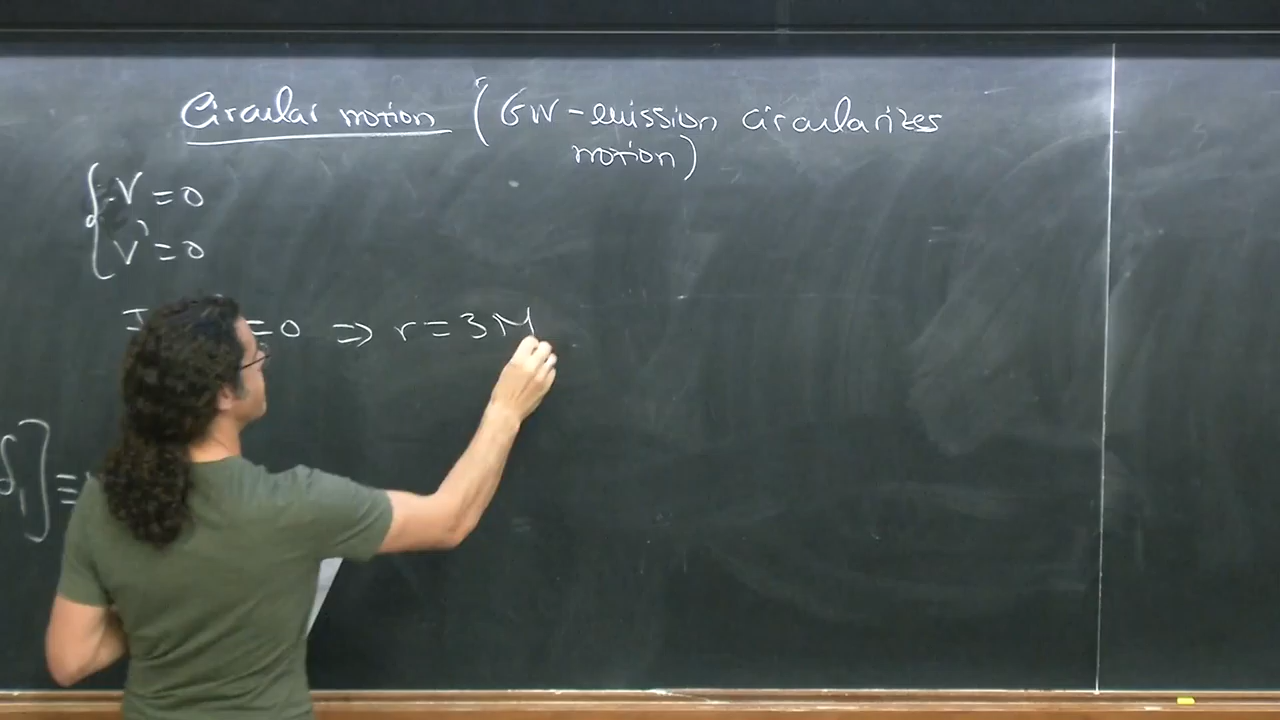 Circular motion (GW-emission circularizes
motion)
V = 0
V' = 0
= 0 ⇒ r = 3M
] ≡